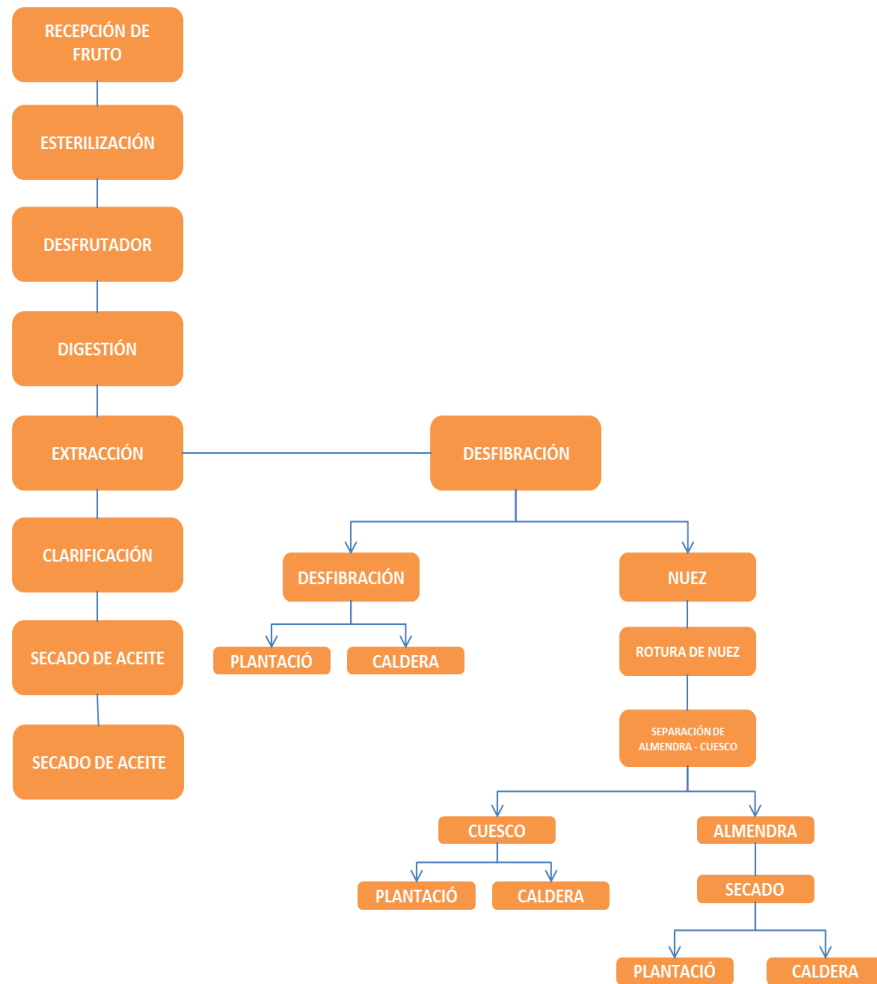 RECEPCIÓN DE
FRUTO
ESTERILIZACIÓN
DESFRUTADOR
DIGESTIÓN
EXTRACCIÓN
DESFIBRACIÓN
CLARIFICACIÓN
DESFIBRACIÓN
NUEZ
SECADO DE ACEITE
PLANTACIÓ
CALDERA
ROTURA DE NUEZ
SECADO DE ACEITE
SEPARACIÓN DE
ALMENDRA - CUESCO
CUESCO
ALMENDRA
PLANTACIÓ
CALDERA
SECADO
PLANTACIÓ
CALDERA